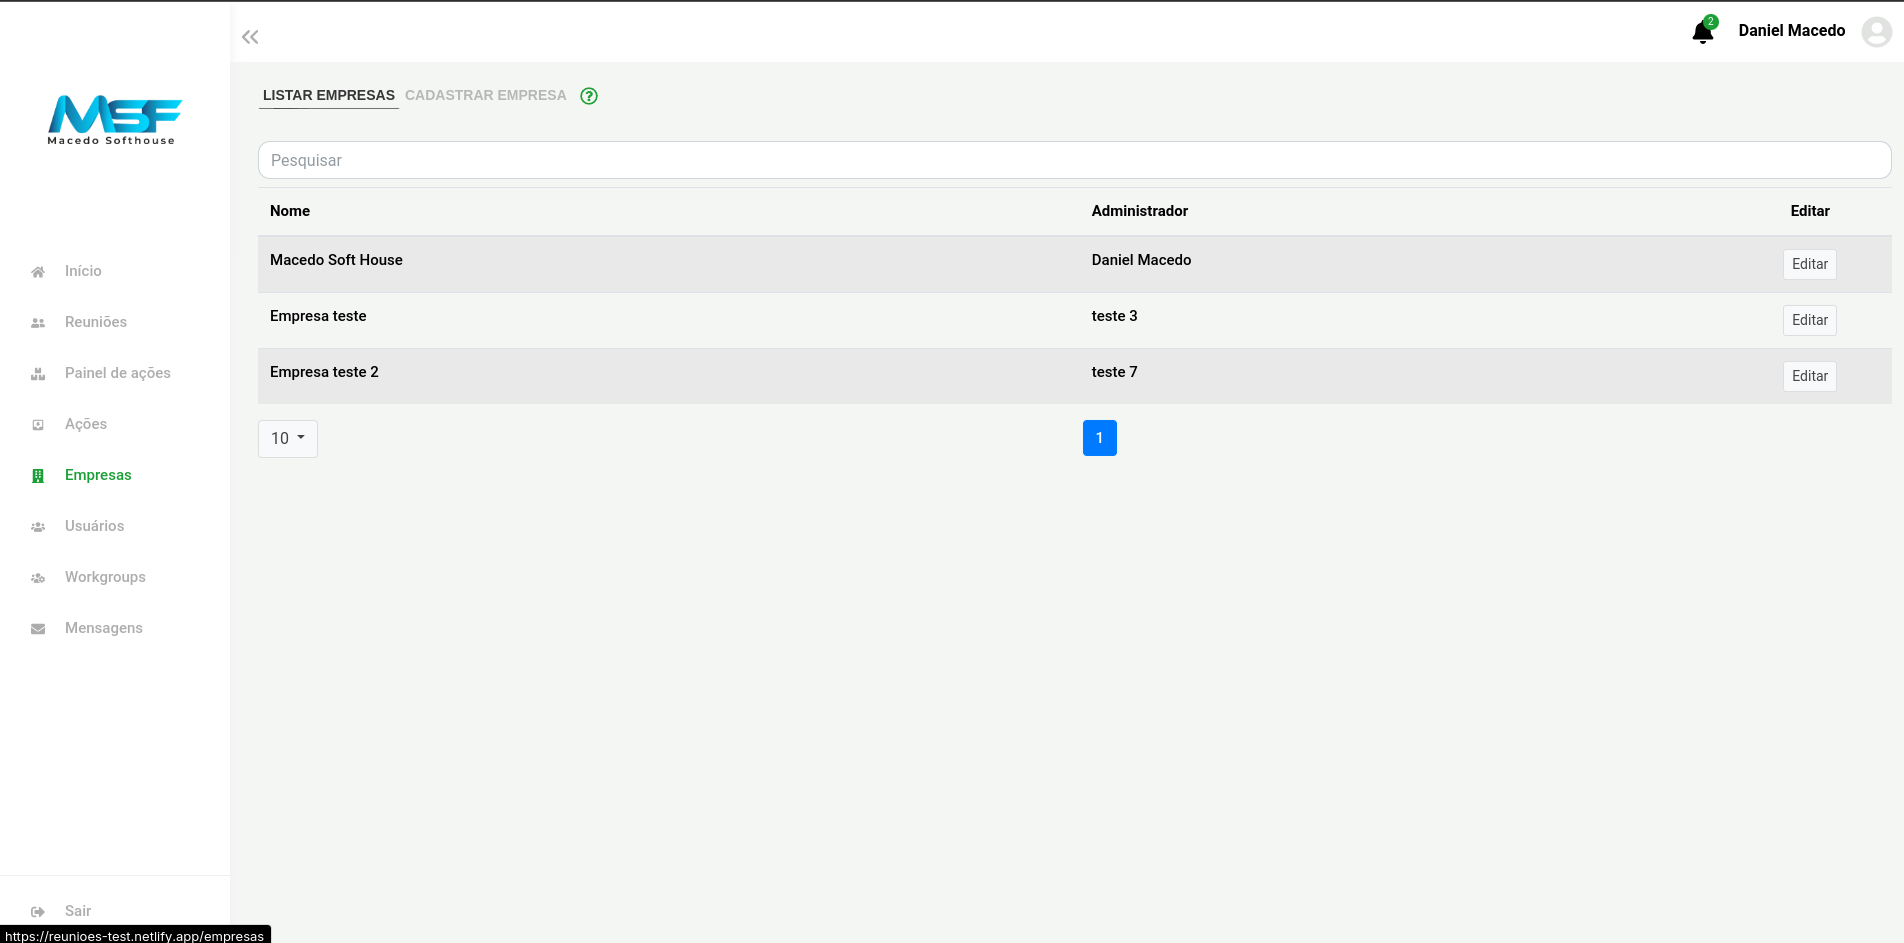 2
Daniel Macedo
MSF
Macedo Softhouse
LISTAR EMPRESAS CADASTRAR EMPRESA ?
Pesquisar
Nome Administrador Editar
Macedo Soft House Daniel Macedo Editar
Empresa teste teste 3 Editar
Empresa teste 2 teste 7 Editar
10 1
Início
Reuniões
Painel de ações
Ações
Empresas
Usuários
Workgroups
Mensagens
Sair
https://reunioes-test.netlify.app/empresas